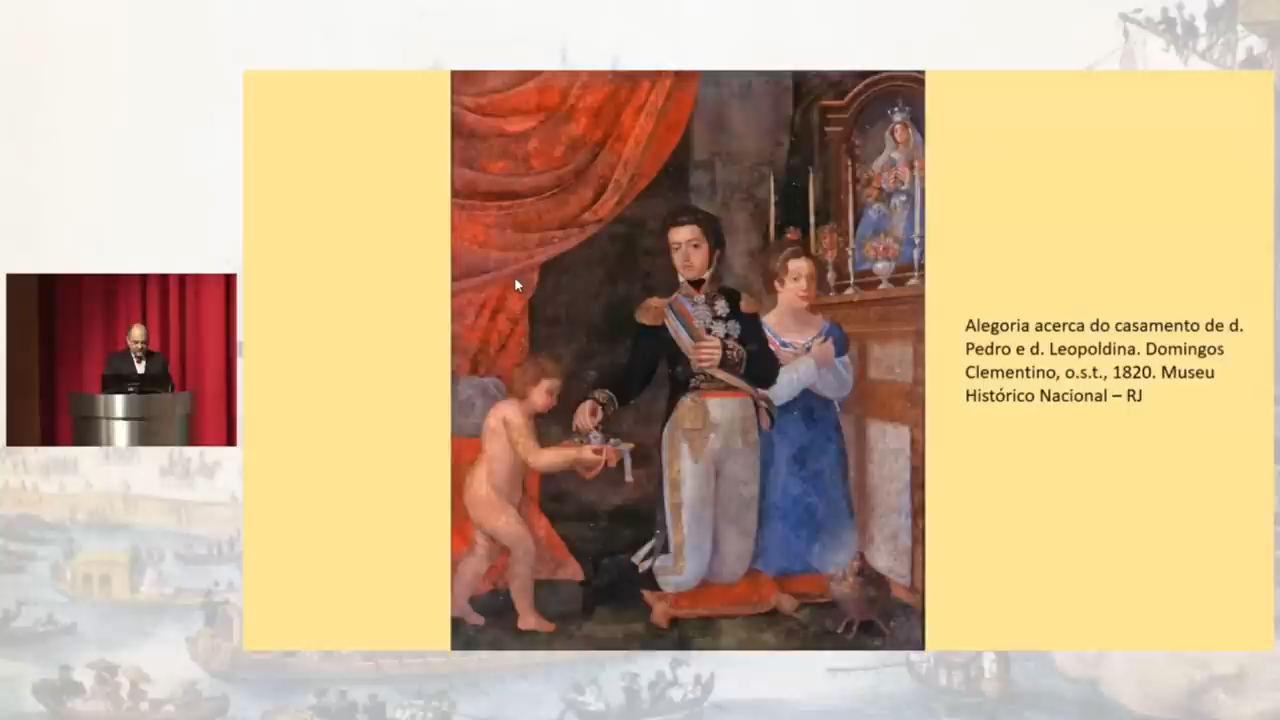 Alegoria acerca do casamento de d.
Pedro e d. Leopoldina. Domingos
Clementino, o.s.t., 1820. Museu
Histórico Nacional – RJ